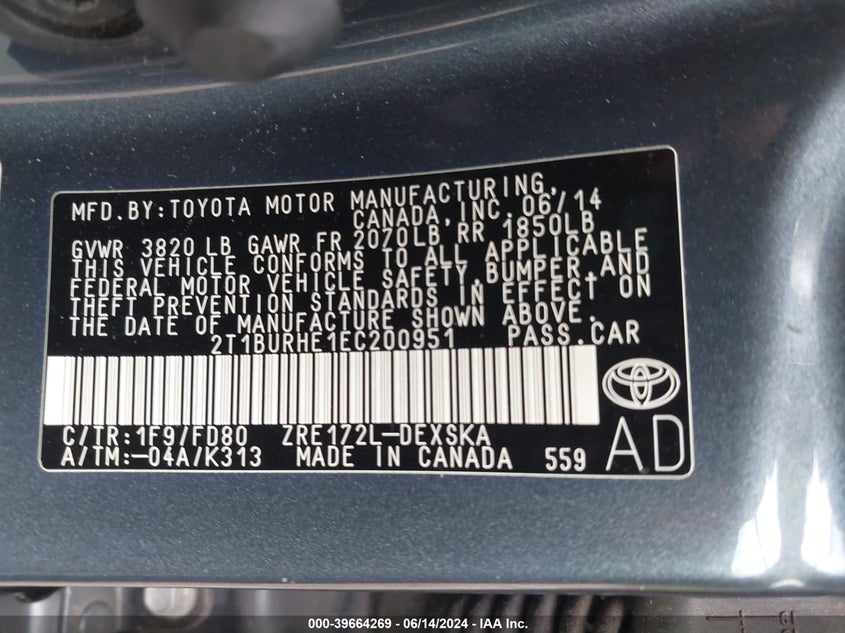 MFD.BY:TOYOTA MOTOR MANUFACTURING,
CANADA,INC. 06/14
GVWR 3820 LB GAWR FR 2070LB RR 1850LB
THIS VEHICLE CONFORMS TO ALL APPLICABLE
FEDERAL MOTOR VEHICLE SAFETY,BUMPER,AND
THEFT PREVENTION STANDARDS IN EFFECT ON
THE DATE OF MANUFACTURE SHOWN ABOVE.
2T1BURHE1EC200951 PASS.CAR
C/TR:1F9/FD80 ZRE172L-DEXSKA
A/TM:-04A/K313 MADE IN CANADA 559
AD
000-39664269 - 06/14/2024 - IAA Inc.